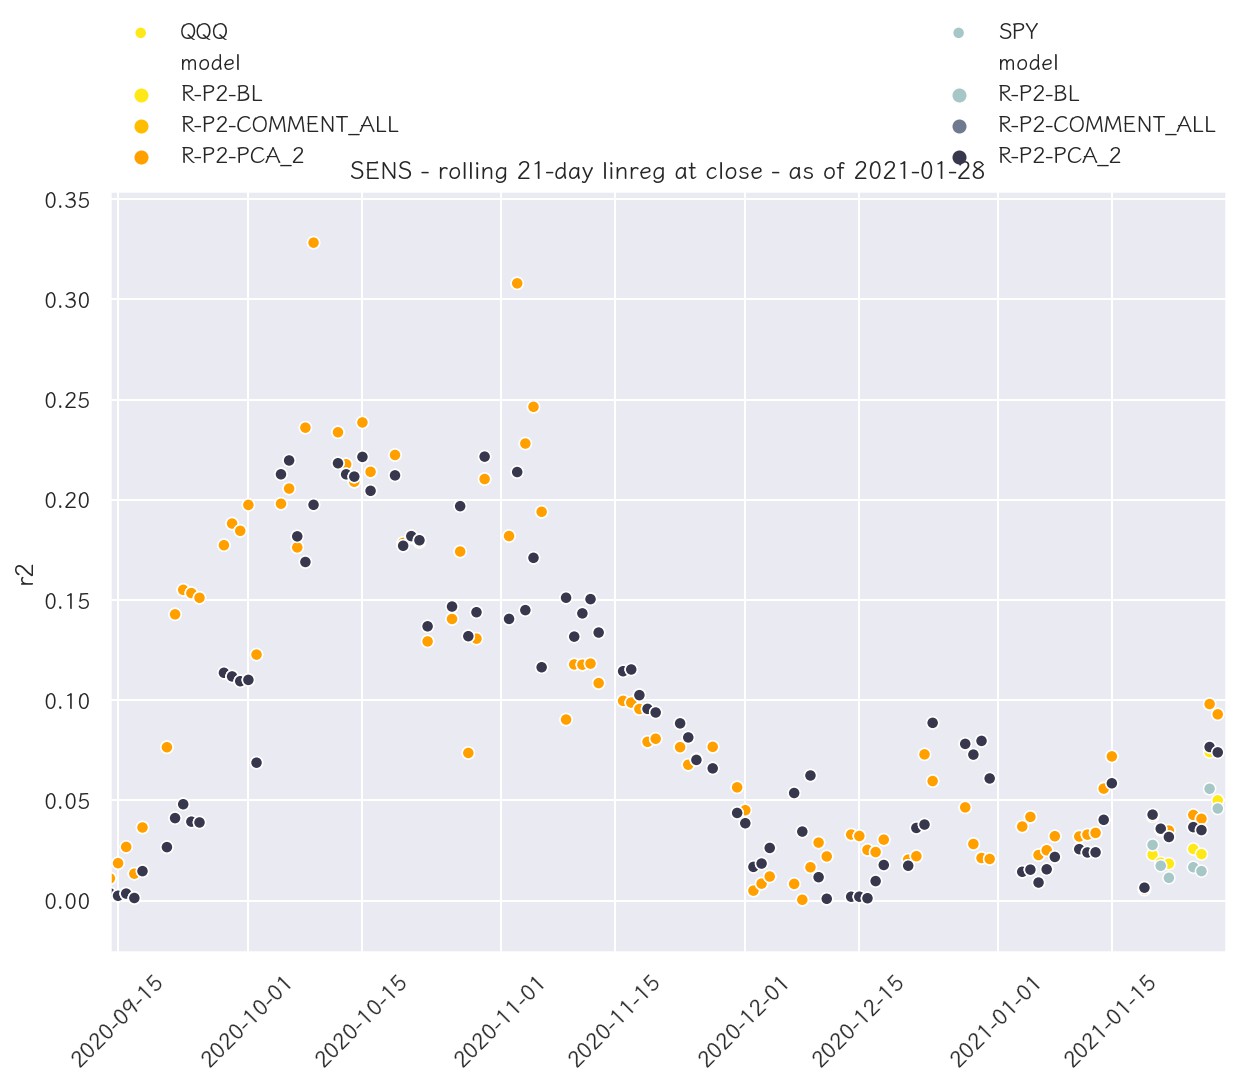 QQQ
model
R-P2-BL
R-P2-COMMENT_ALL
R-P2-PCA_2
SPY
model
R-P2-BL
R-P2-COMMENT_ALL
R-P2-PCA_2
SENS - rolling 21-day linreg at close - as of 2021-01-28
0.35
0.30
0.25
0.20
0.15
0.10
0.05
0.00
r2
2020-09-15
2020-10-01
2020-10-15
2020-11-01
2020-11-15
2020-12-01
2020-12-15
2021-01-01
2021-01-15